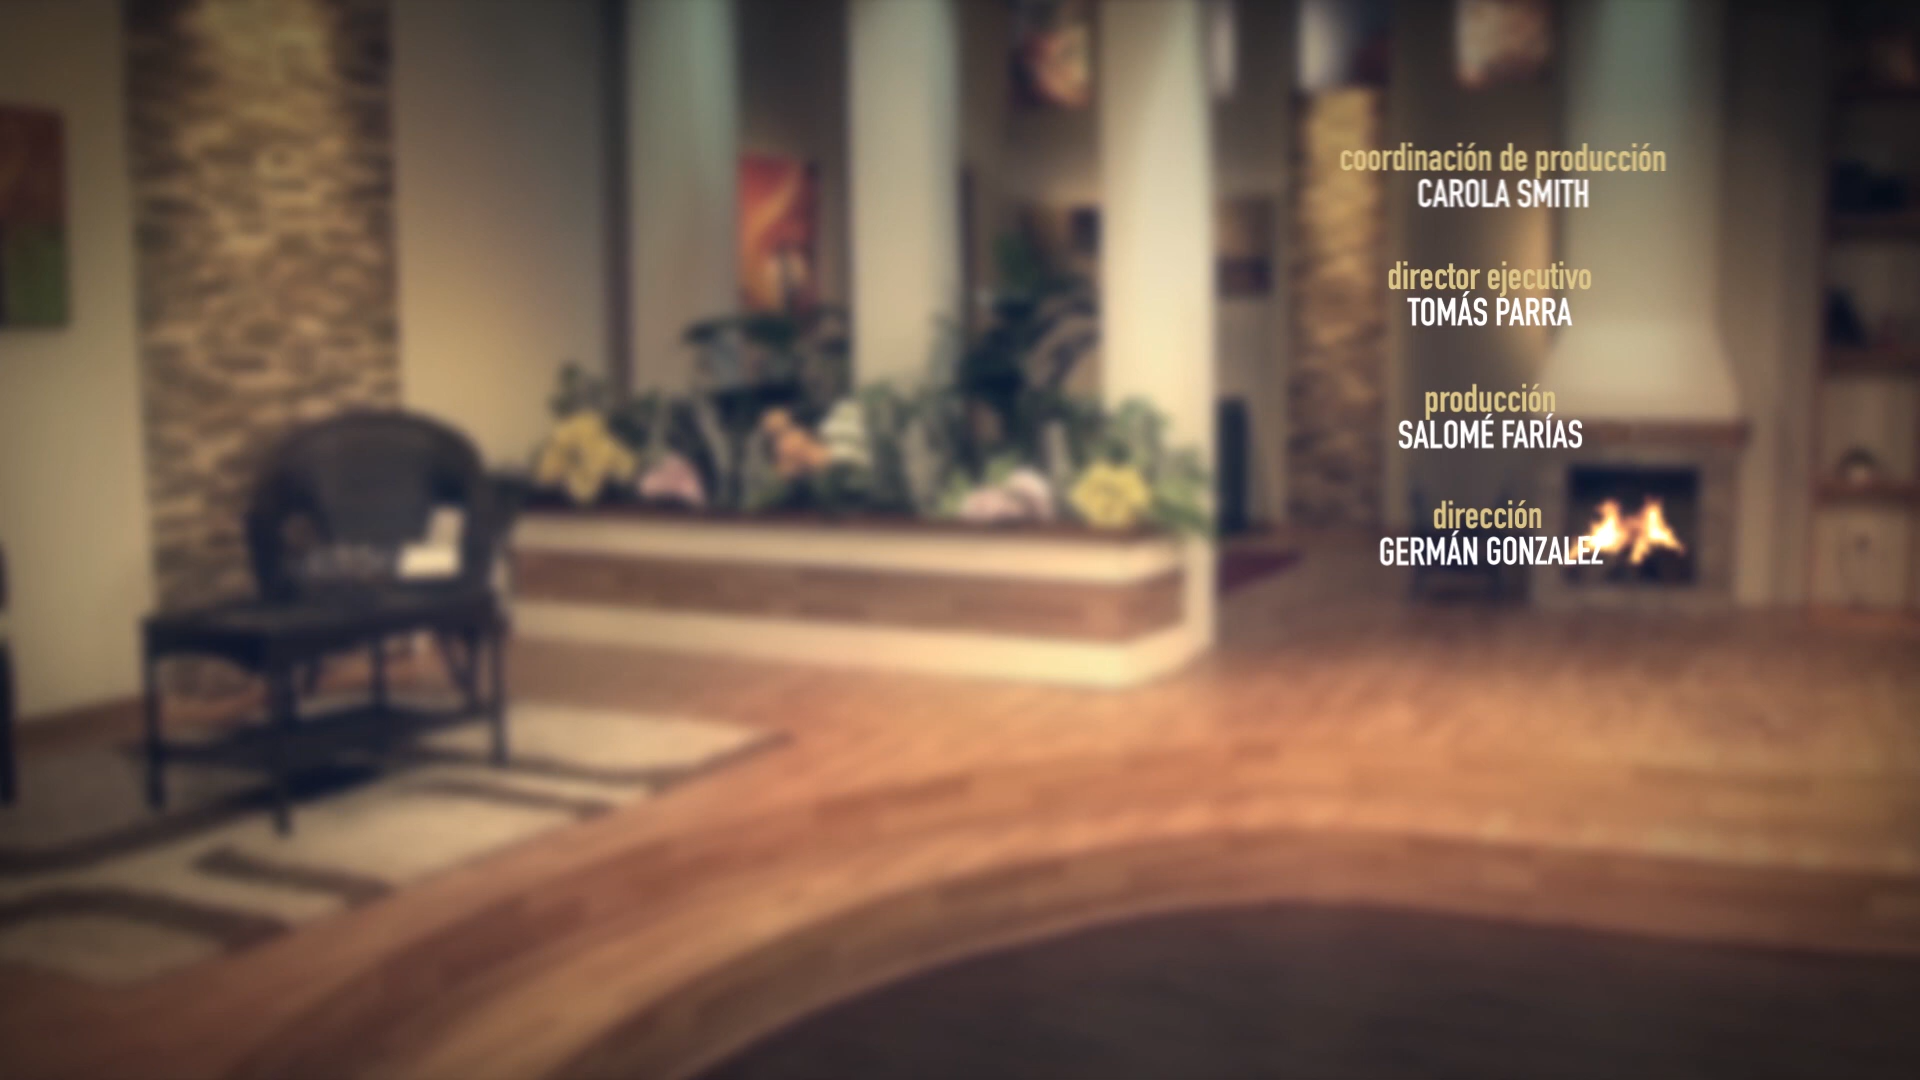 coordinación de producción
CAROLA SMITH
director ejecutivo
TOMÁS PARRA
producción
SALOMÉ FARÍAS
dirección
GERMÁN GONZALEZ